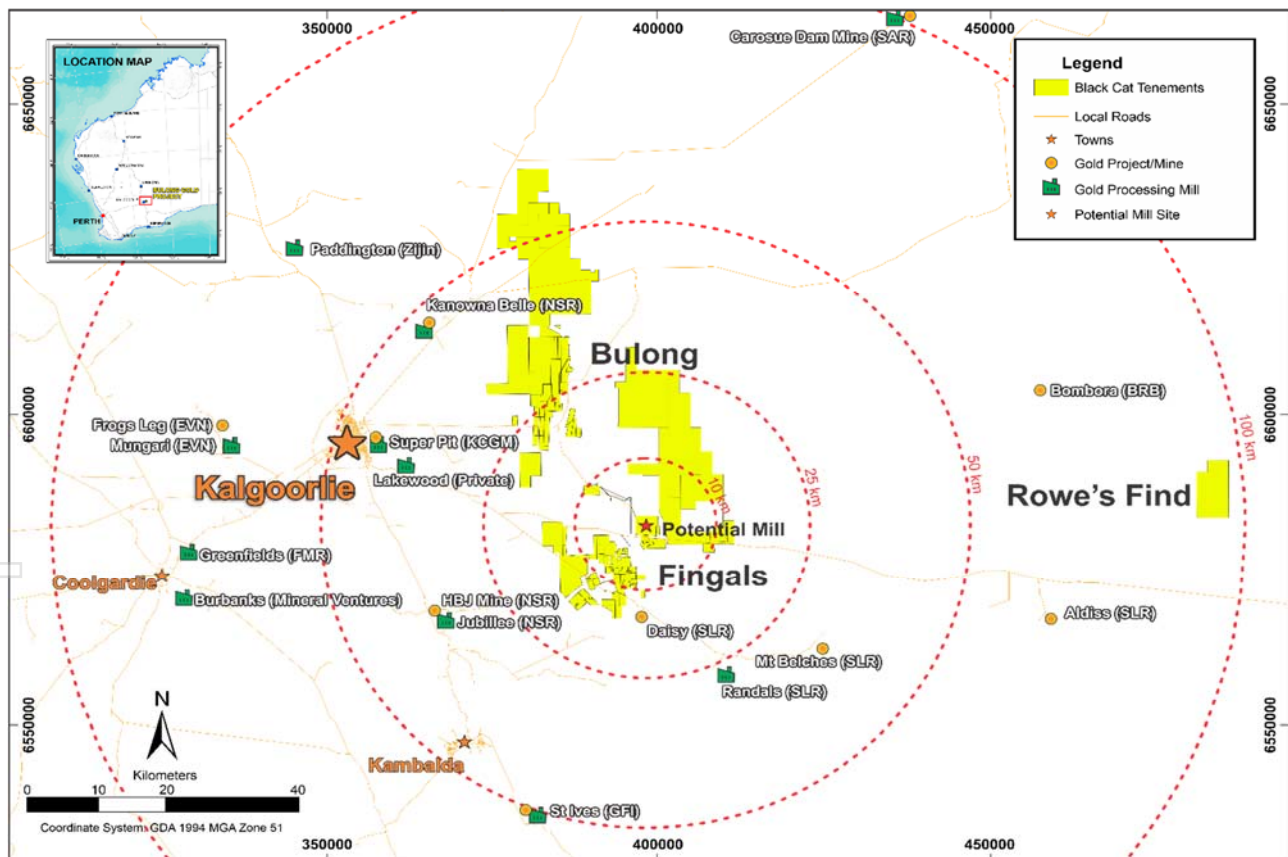 350000
400000
450000
Carosue Dam Mine (SAR)
LOCATION MAP
BULONG GOLD
PROJECT
PERTH
Legend
Black Cat Tenements
Local Roads
Towns
Gold Project/Mine
Gold Processing Mill
Potential Mill Site
6650000
6650000
Paddington (Zijin)
Kanowna Belle (NSR)
Bulong
Bombora (BRB)
6600000
6600000
Frogs Leg (EVN)
Mungari (EVN)
Super Pit (KCGM)
Lakewood (Private)
Kalgoorlie
10 km
25 km
50 km
100 km
Rowe's Find
Potential Mill
Greenfields (FMR)
Coolgardie
Fingals
Burbanks (Mineral Ventures)
HBJ Mine (NSR)
Jubillee (NSR)
Daisy (SLR)
Aldiss (SLR)
Mt Belches (SLR)
Randals (SLR)
6550000
6550000
N
Kambalda
Kilometers
0 10 20 40
St Ives (GFI)
Coordinate System: GDA 1994 MGA Zone 51
350000
400000
450000